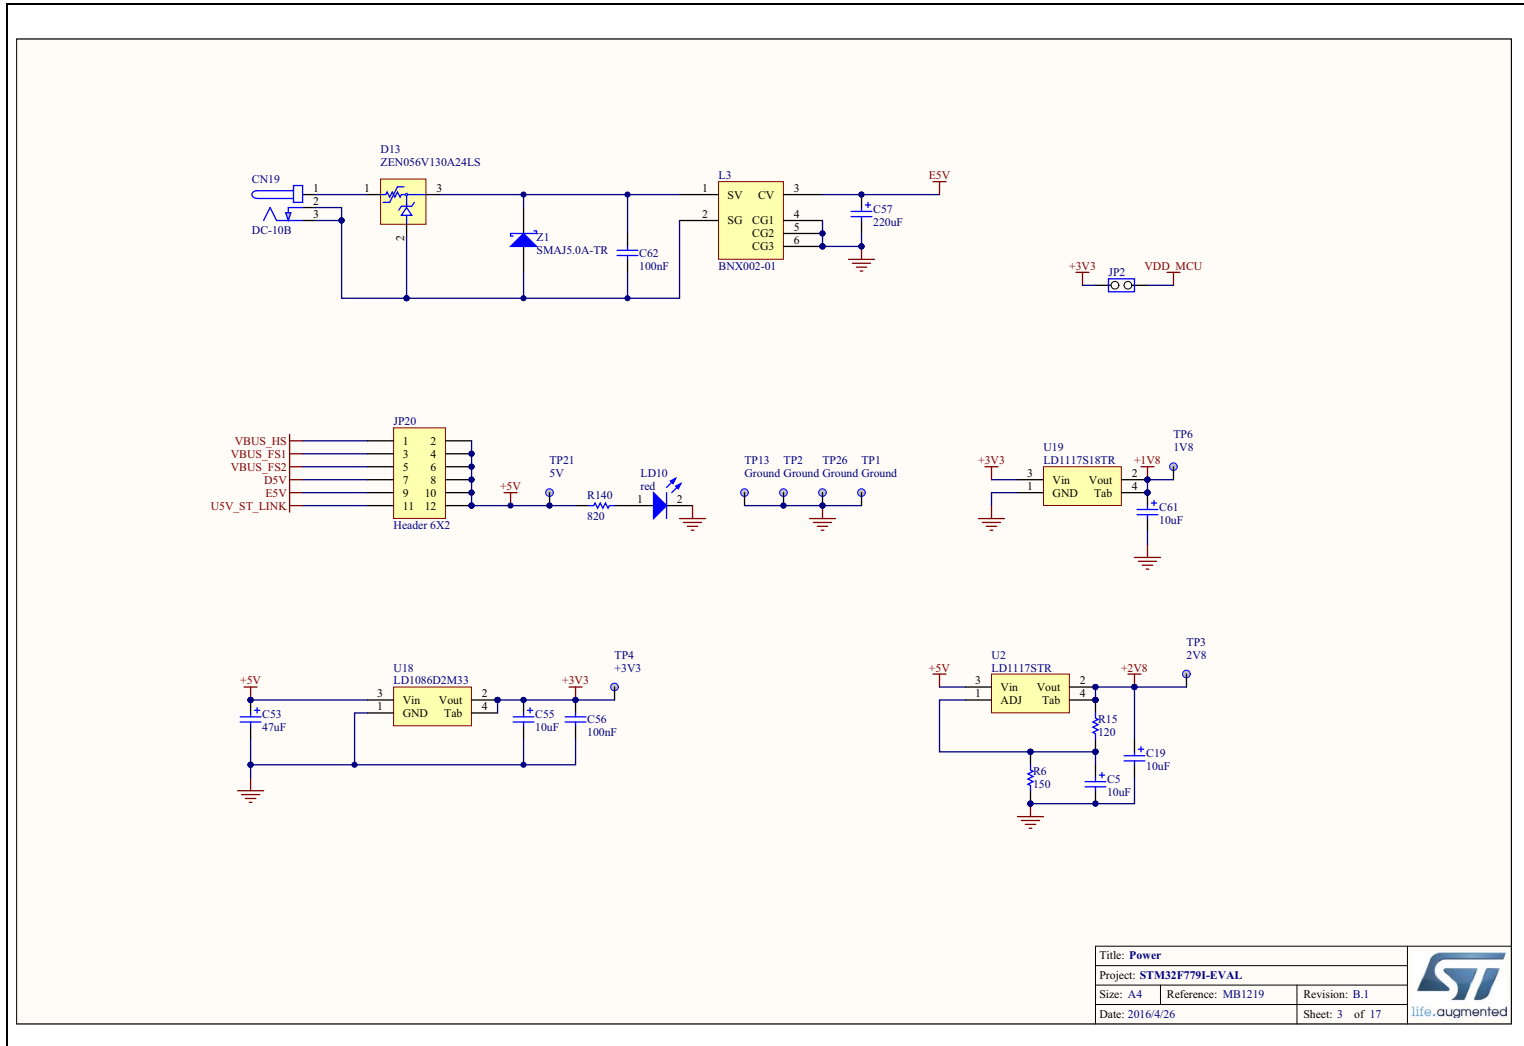 D13
ZEN056V130A24LS
CN19
1
2
3
DC-10B
1
3
2
Z1
SMAJ5.0A-TR
C62
100nF
L3
1
SV
CV
3
2
SG
CG1
4
CG2
5
CG3
6
BNX002-01
E5V
+
C57
220uF
+3V3
JP2
VDD_MCU
JP20
VBUS_HS
1
2
VBUS_FS1
3
4
VBUS_FS2
5
6
D5V
7
8
E5V
9
10
U5V_ST_LINK
11
12
Header 6X2
+5V
TP21
5V
R140
820
LD10
red
1
2
TP13 TP2 TP26 TP1
Ground Ground Ground Ground
U19
LD1117S18TR
+3V3
3
Vin
Vout
2
1
GND
Tab
4
+1V8
TP6
1V8
+
C61
10uF
U18
LD1086D2M33
+5V
3
Vin
Vout
2
1
GND
Tab
4
+
C53
47uF
+
C55
10uF
+3V3
C56
100nF
TP4
+3V3
U2
LD1117STR
+5V
3
Vin
Vout
2
1
ADJ
Tab
4
+2V8
TP3
2V8
R15
120
R6
150
+
C5
10uF
+
C19
10uF
Title: Power
Project: STM32F779I-EVAL
Size: A4 Reference: MB1219 Revision: B.1
Date: 2016/4/26 Sheet: 3 of 17
ST
life.augmented